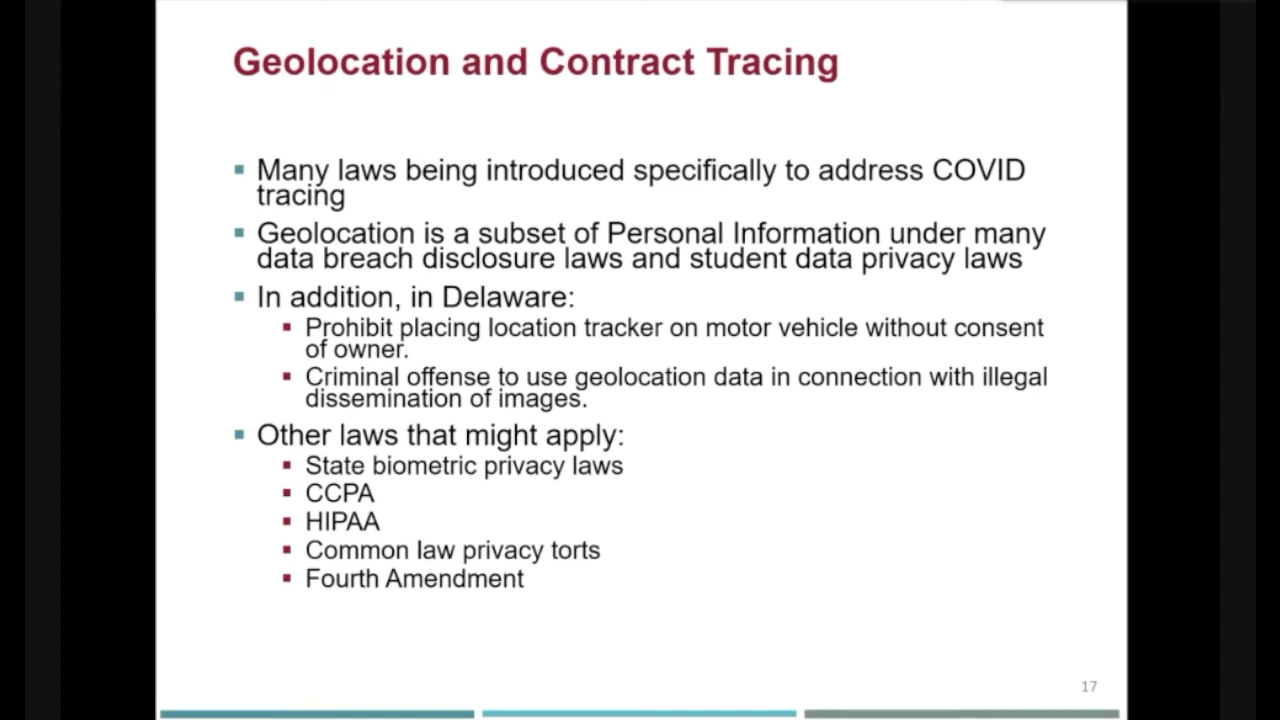 Geolocation and Contract Tracing
Many laws being introduced specifically to address COVID
tracing
Geolocation is a subset of Personal Information under many
data breach disclosure laws and student data privacy laws
In addition, in Delaware:
Prohibit placing location tracker on motor vehicle without consent
of owner.
Criminal offense to use geolocation data in connection with illegal
dissemination of images.
Other laws that might apply:
State biometric privacy laws
CCPA
HIPAA
Common law privacy torts
Fourth Amendment
17